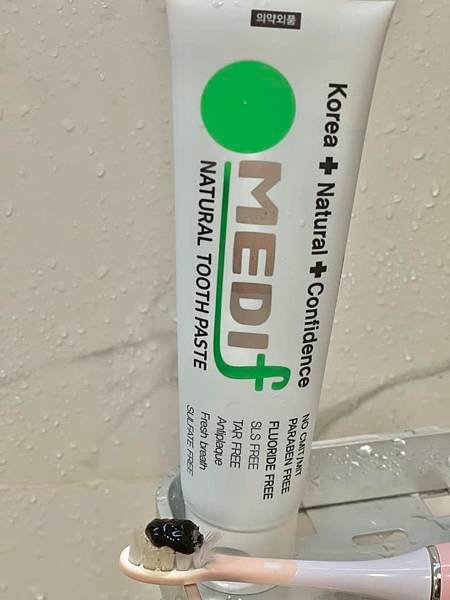 의약외품
Korea + Natural + Confidence
MEDIf
NATURAL TOOTH PASTE
NO CMIT/MIT
PARABEN FREE
FLUORIDE FREE
SLS FREE
TAR FREE
Antiplaque
Fresh breath
SULFATE FREE